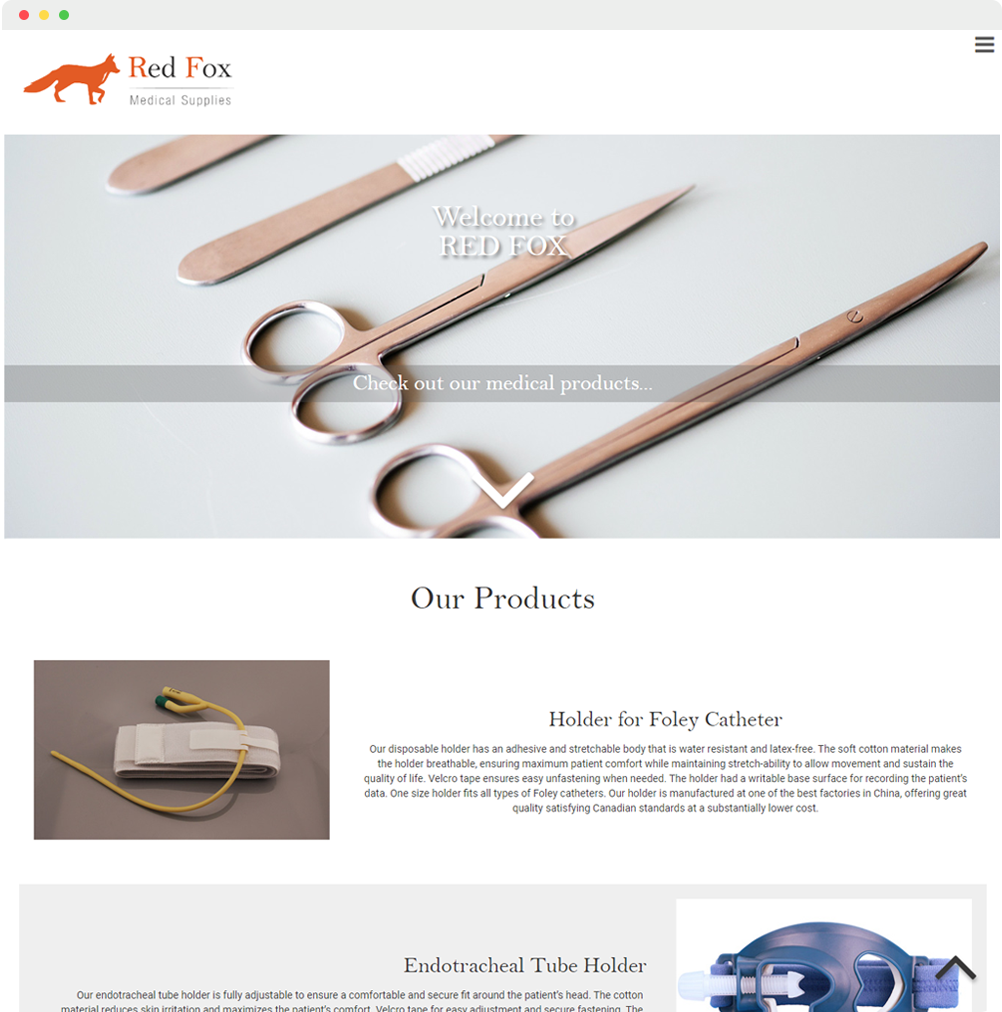 Red Fox
Medical Supplies
Welcome to
RED FOX
Check out our medical products...
Our Products
Holder for Foley Catheter
Our disposable holder has an adhesive and stretchable body that is water resistant and latex-free. The soft cotton material makes
the holder breathable, ensuring maximum patient comfort while maintaining stretch-ability to allow movement and sustain the
quality of life. Velcro tape ensures easy unfastening when needed. The holder had a writable base surface for recording the patient's
data. One size holder fits all types of Foley catheters. Our holder is manufactured at one of the best factories in China, offering great
quality satisfying Canadian standards at a substantially lower cost.
Endotracheal Tube Holder
Our endotracheal tube holder is fully adjustable to ensure a comfortable and secure fit around the patient's head. The cotton
material reduces skin irritation and maximizes the patient's comfort. Velcro tape for easy adjustment and secure fastening. The